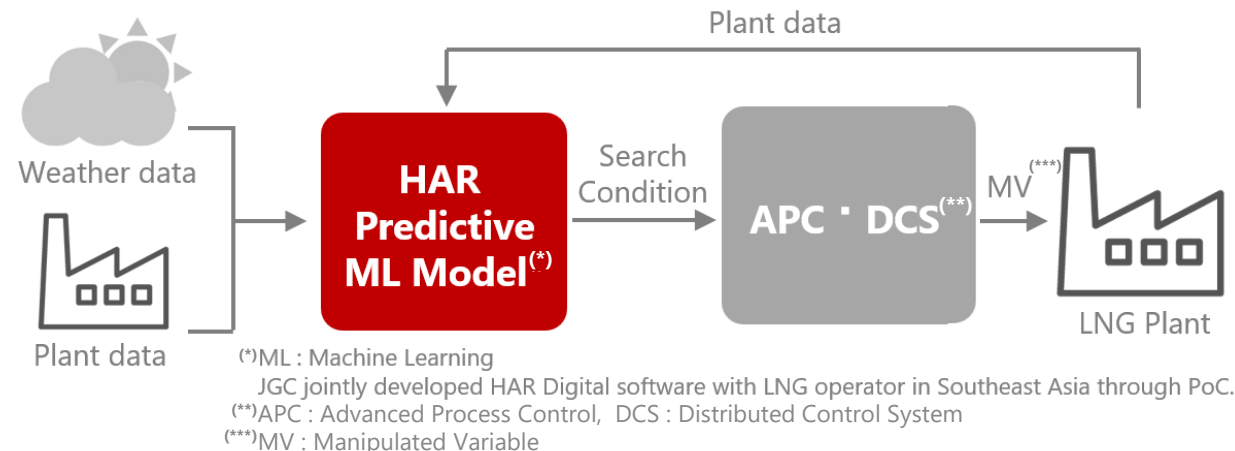 Plant data
Weather data
Plant data
HAR
Predictive
ML Model(*)
Search
Condition
APC・DCS(**)
MV(***)
LNG Plant
(*)ML : Machine Learning
JGC jointly developed HAR Digital software with LNG operator in Southeast Asia through PoC.
(**)APC : Advanced Process Control, DCS : Distributed Control System
(***)MV : Manipulated Variable